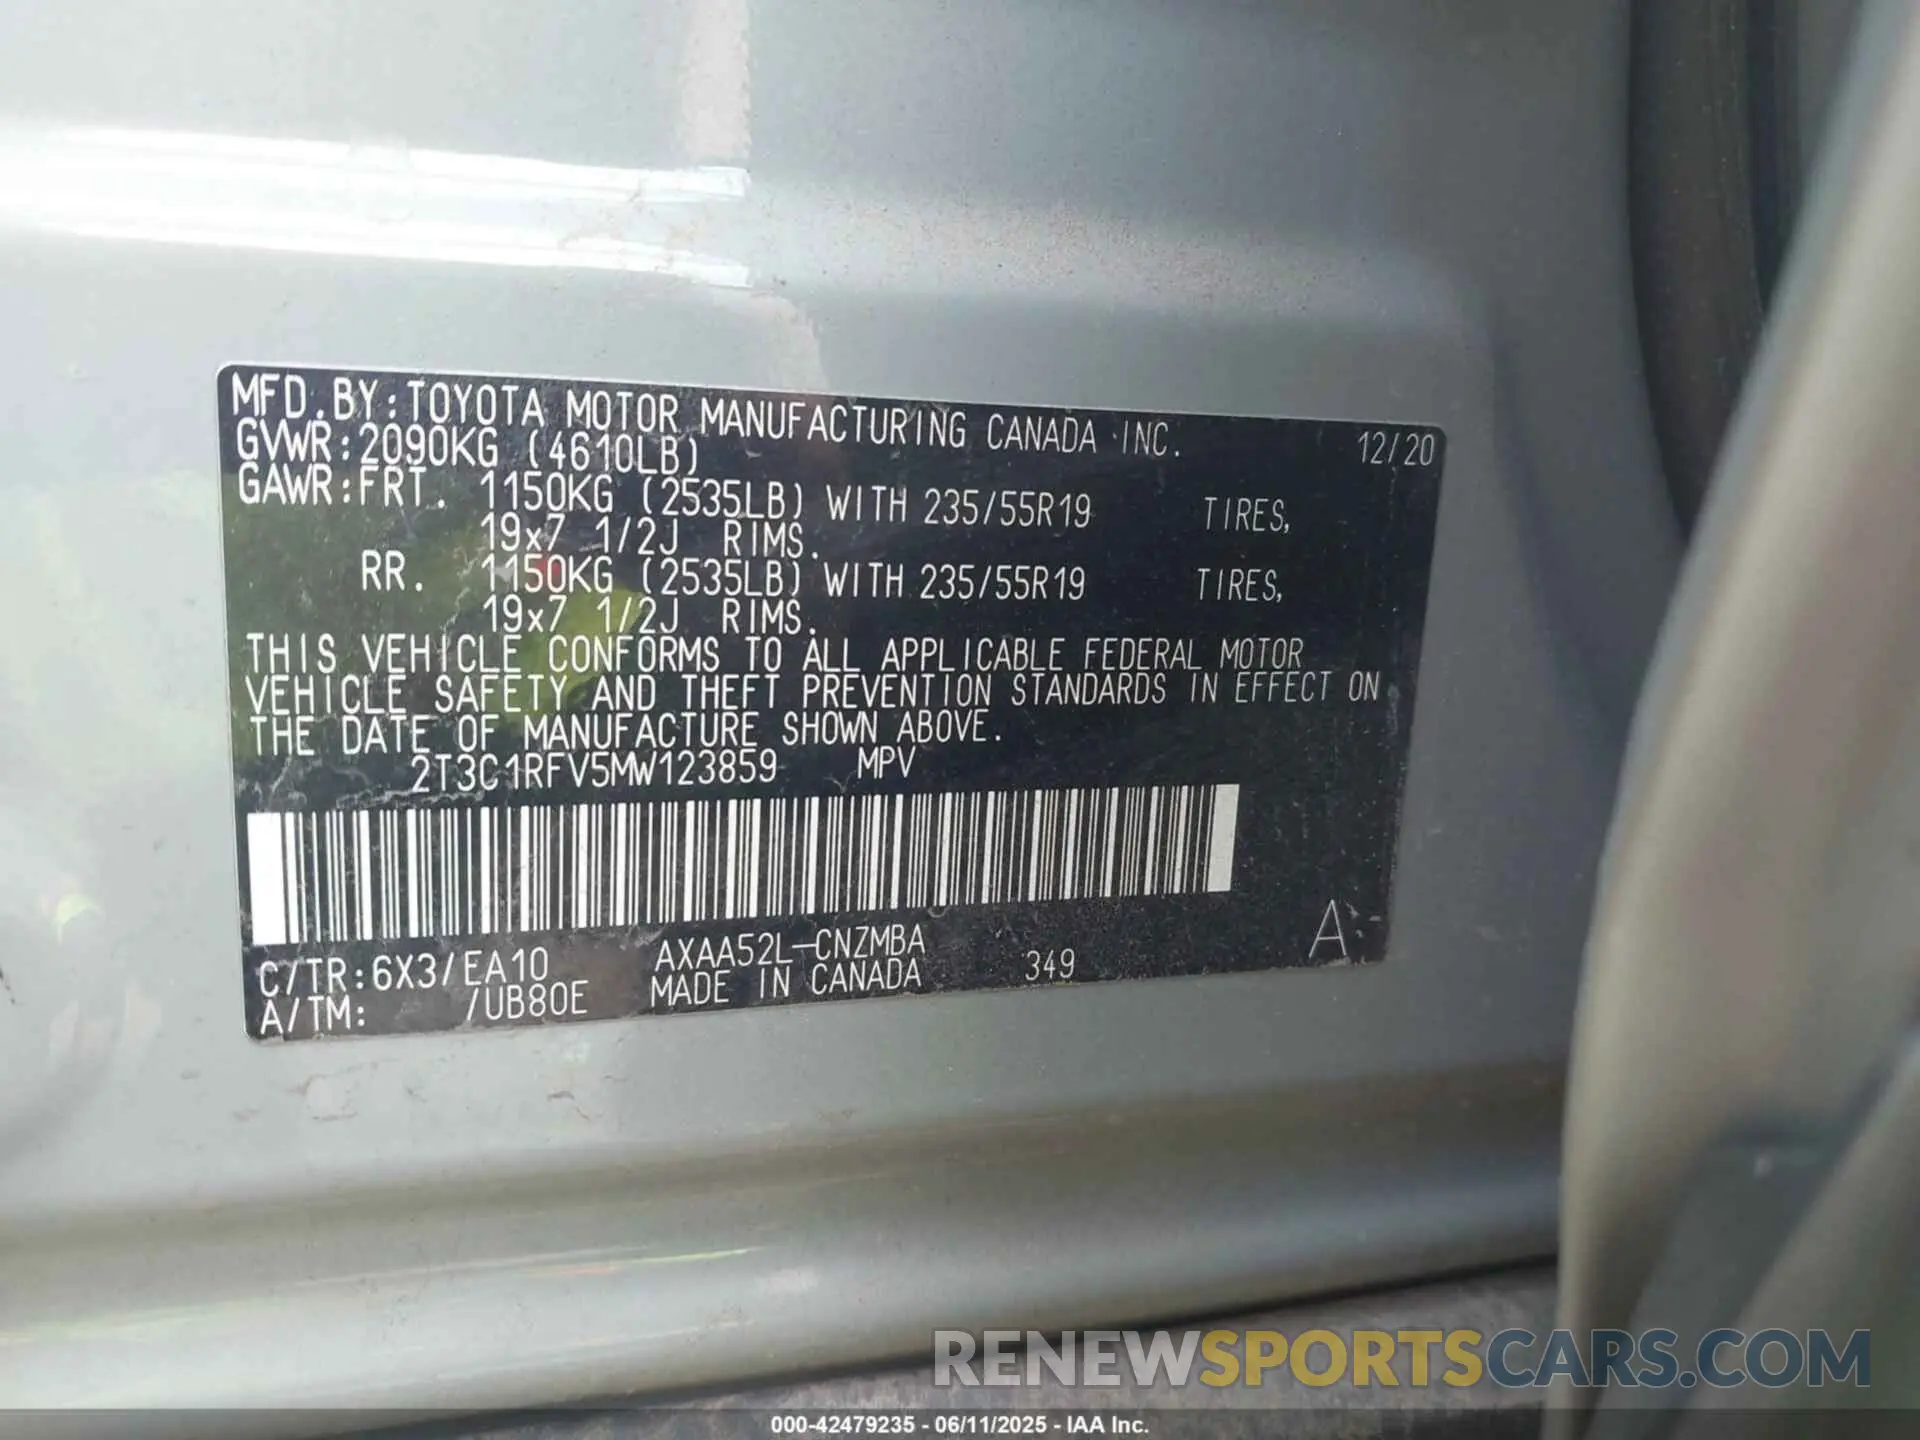 MFD.BY:TOYOTA MOTOR MANUFACTURING CANADA INC. 12/20
GVWR:2090KG (4610LB)
GAWR:FRT. 1150KG (2535LB) WITH 235/55R19 TIRES,
19x7 1/2J RIMS.
RR. 1150KG (2535LB) WITH 235/55R19 TIRES,
19x7 1/2J RIMS.
THIS VEHICLE CONFORMS TO ALL APPLICABLE FEDERAL MOTOR
VEHICLE SAFETY AND THEFT PREVENTION STANDARDS IN EFFECT ON
THE DATE OF MANUFACTURE SHOWN ABOVE.
2T3C1RFV5MW123859 MPV
C/TR:6X3/EA10 AXAA52L-CNZMBA A
A/TM: /UB80E MADE IN CANADA 349
RENEWSPORTSCARS.COM
000-42479235 - 06/11/2025 - IAA Inc.